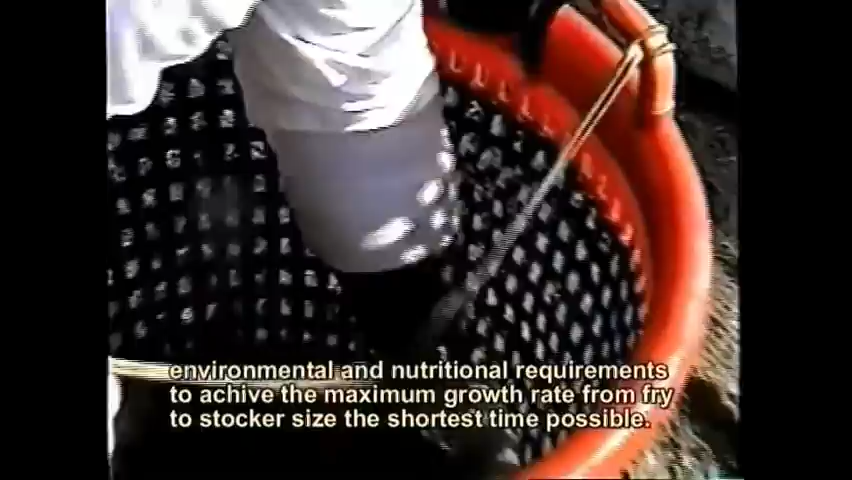 environmental and nutritional requirements
to achive the maximum growth rate from fry
to stocker size the shortest time possible.